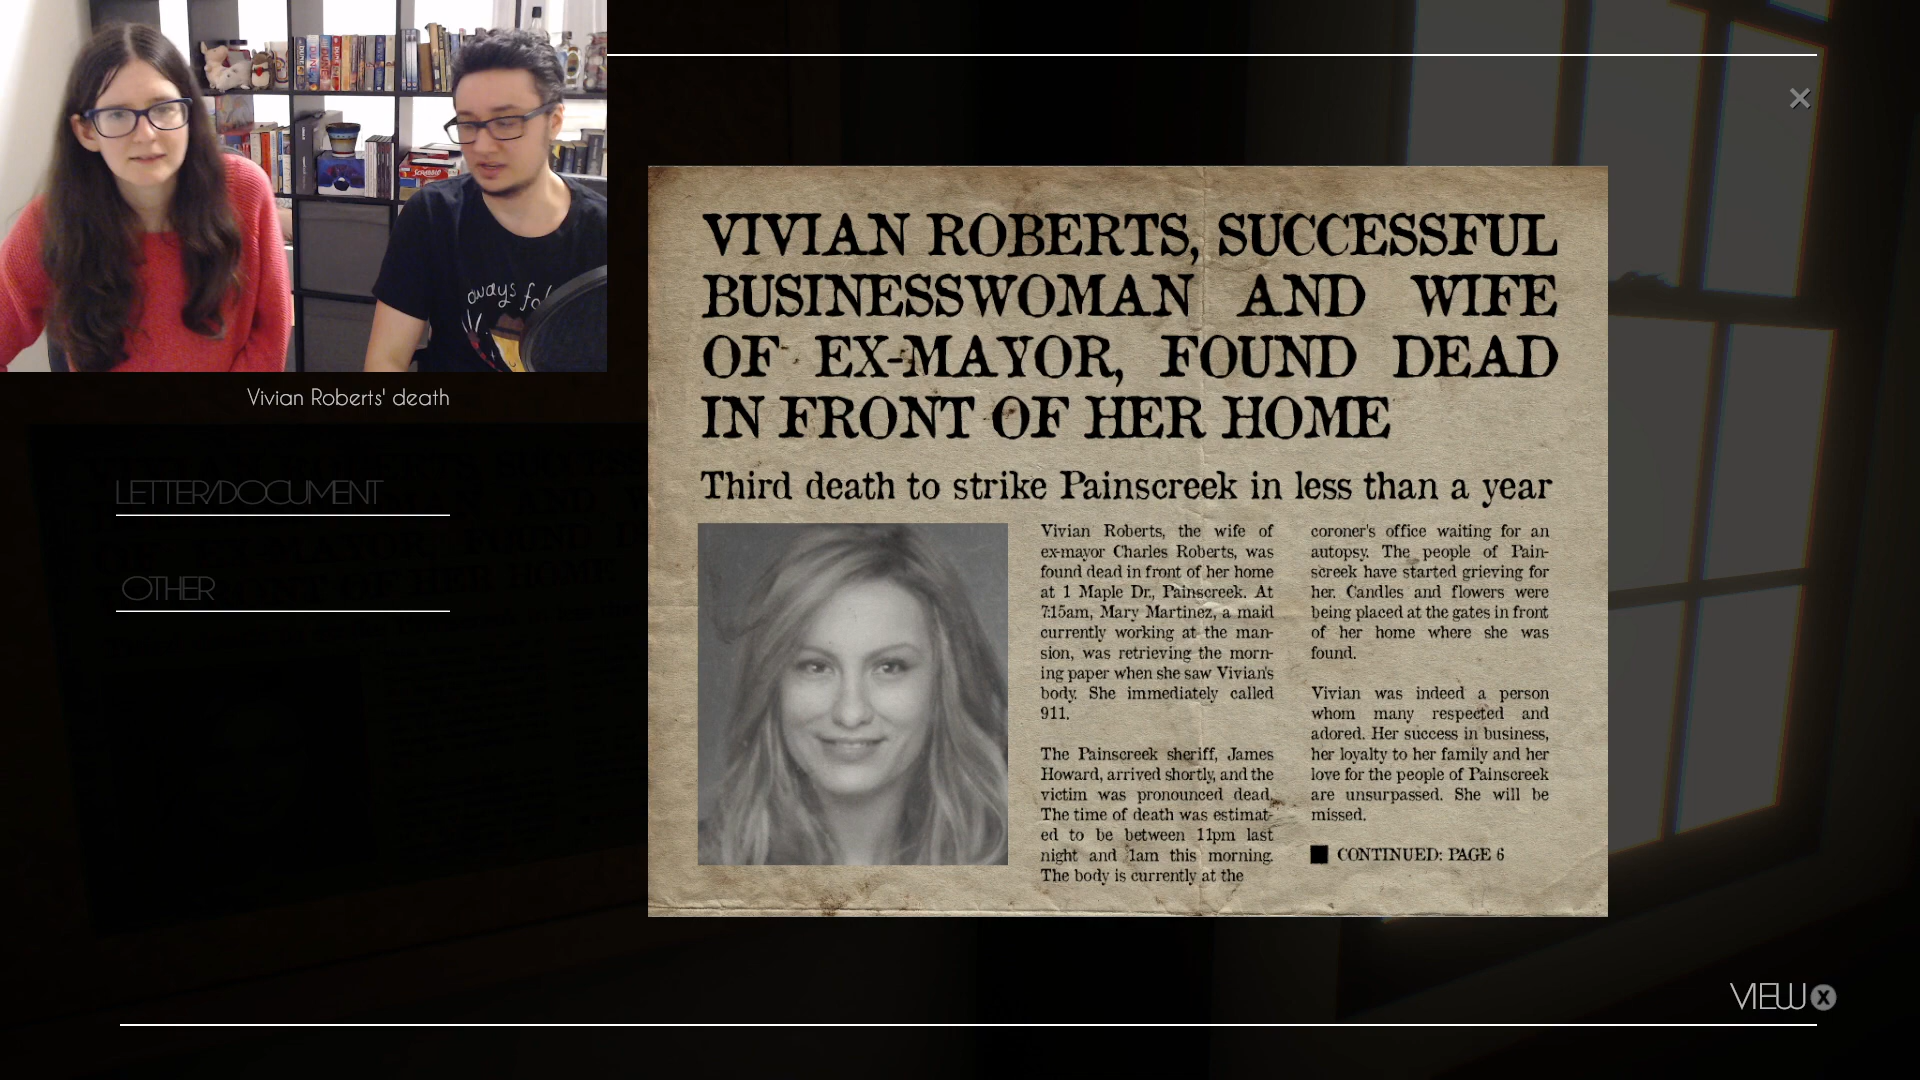 DUNE
SCRABBLE
always
Vivian Roberts' death
LETTER/DOCUMENT
OTHER
VIVIAN ROBERTS, SUCCESSFUL
BUSINESSWOMAN AND WIFE
OF EX-MAYOR, FOUND DEAD
IN FRONT OF HER HOME
Third death to strike Painscreek in less than a year
Vivian Roberts, the wife of
ex-mayor Charles Roberts, was
found dead in front of her home
at 1 Maple Dr., Painscreek. At
7:15am, Mary Martinez, a maid
currently working at the man-
sion, was retrieving the morn-
ing paper when she saw Vivian's
body. She immediately called
911.
The Painscreek sheriff, James
Howard, arrived shortly, and the
victim was pronounced dead.
The time of death was estimat-
ed to be between 11pm last
night and 1am this morning.
The body is currently at the
coroner's office waiting for an
autopsy. The people of Pain-
screek have started grieving for
her. Candles and flowers were
being placed at the gates in front
of her home where she was
found.
Vivian was indeed a person
whom many respected and
adored. Her success in business,
her loyalty to her family and her
love for the people of Painscreek
are unsurpassed. She will be
missed.
CONTINUED: PAGE 6
VIEW X